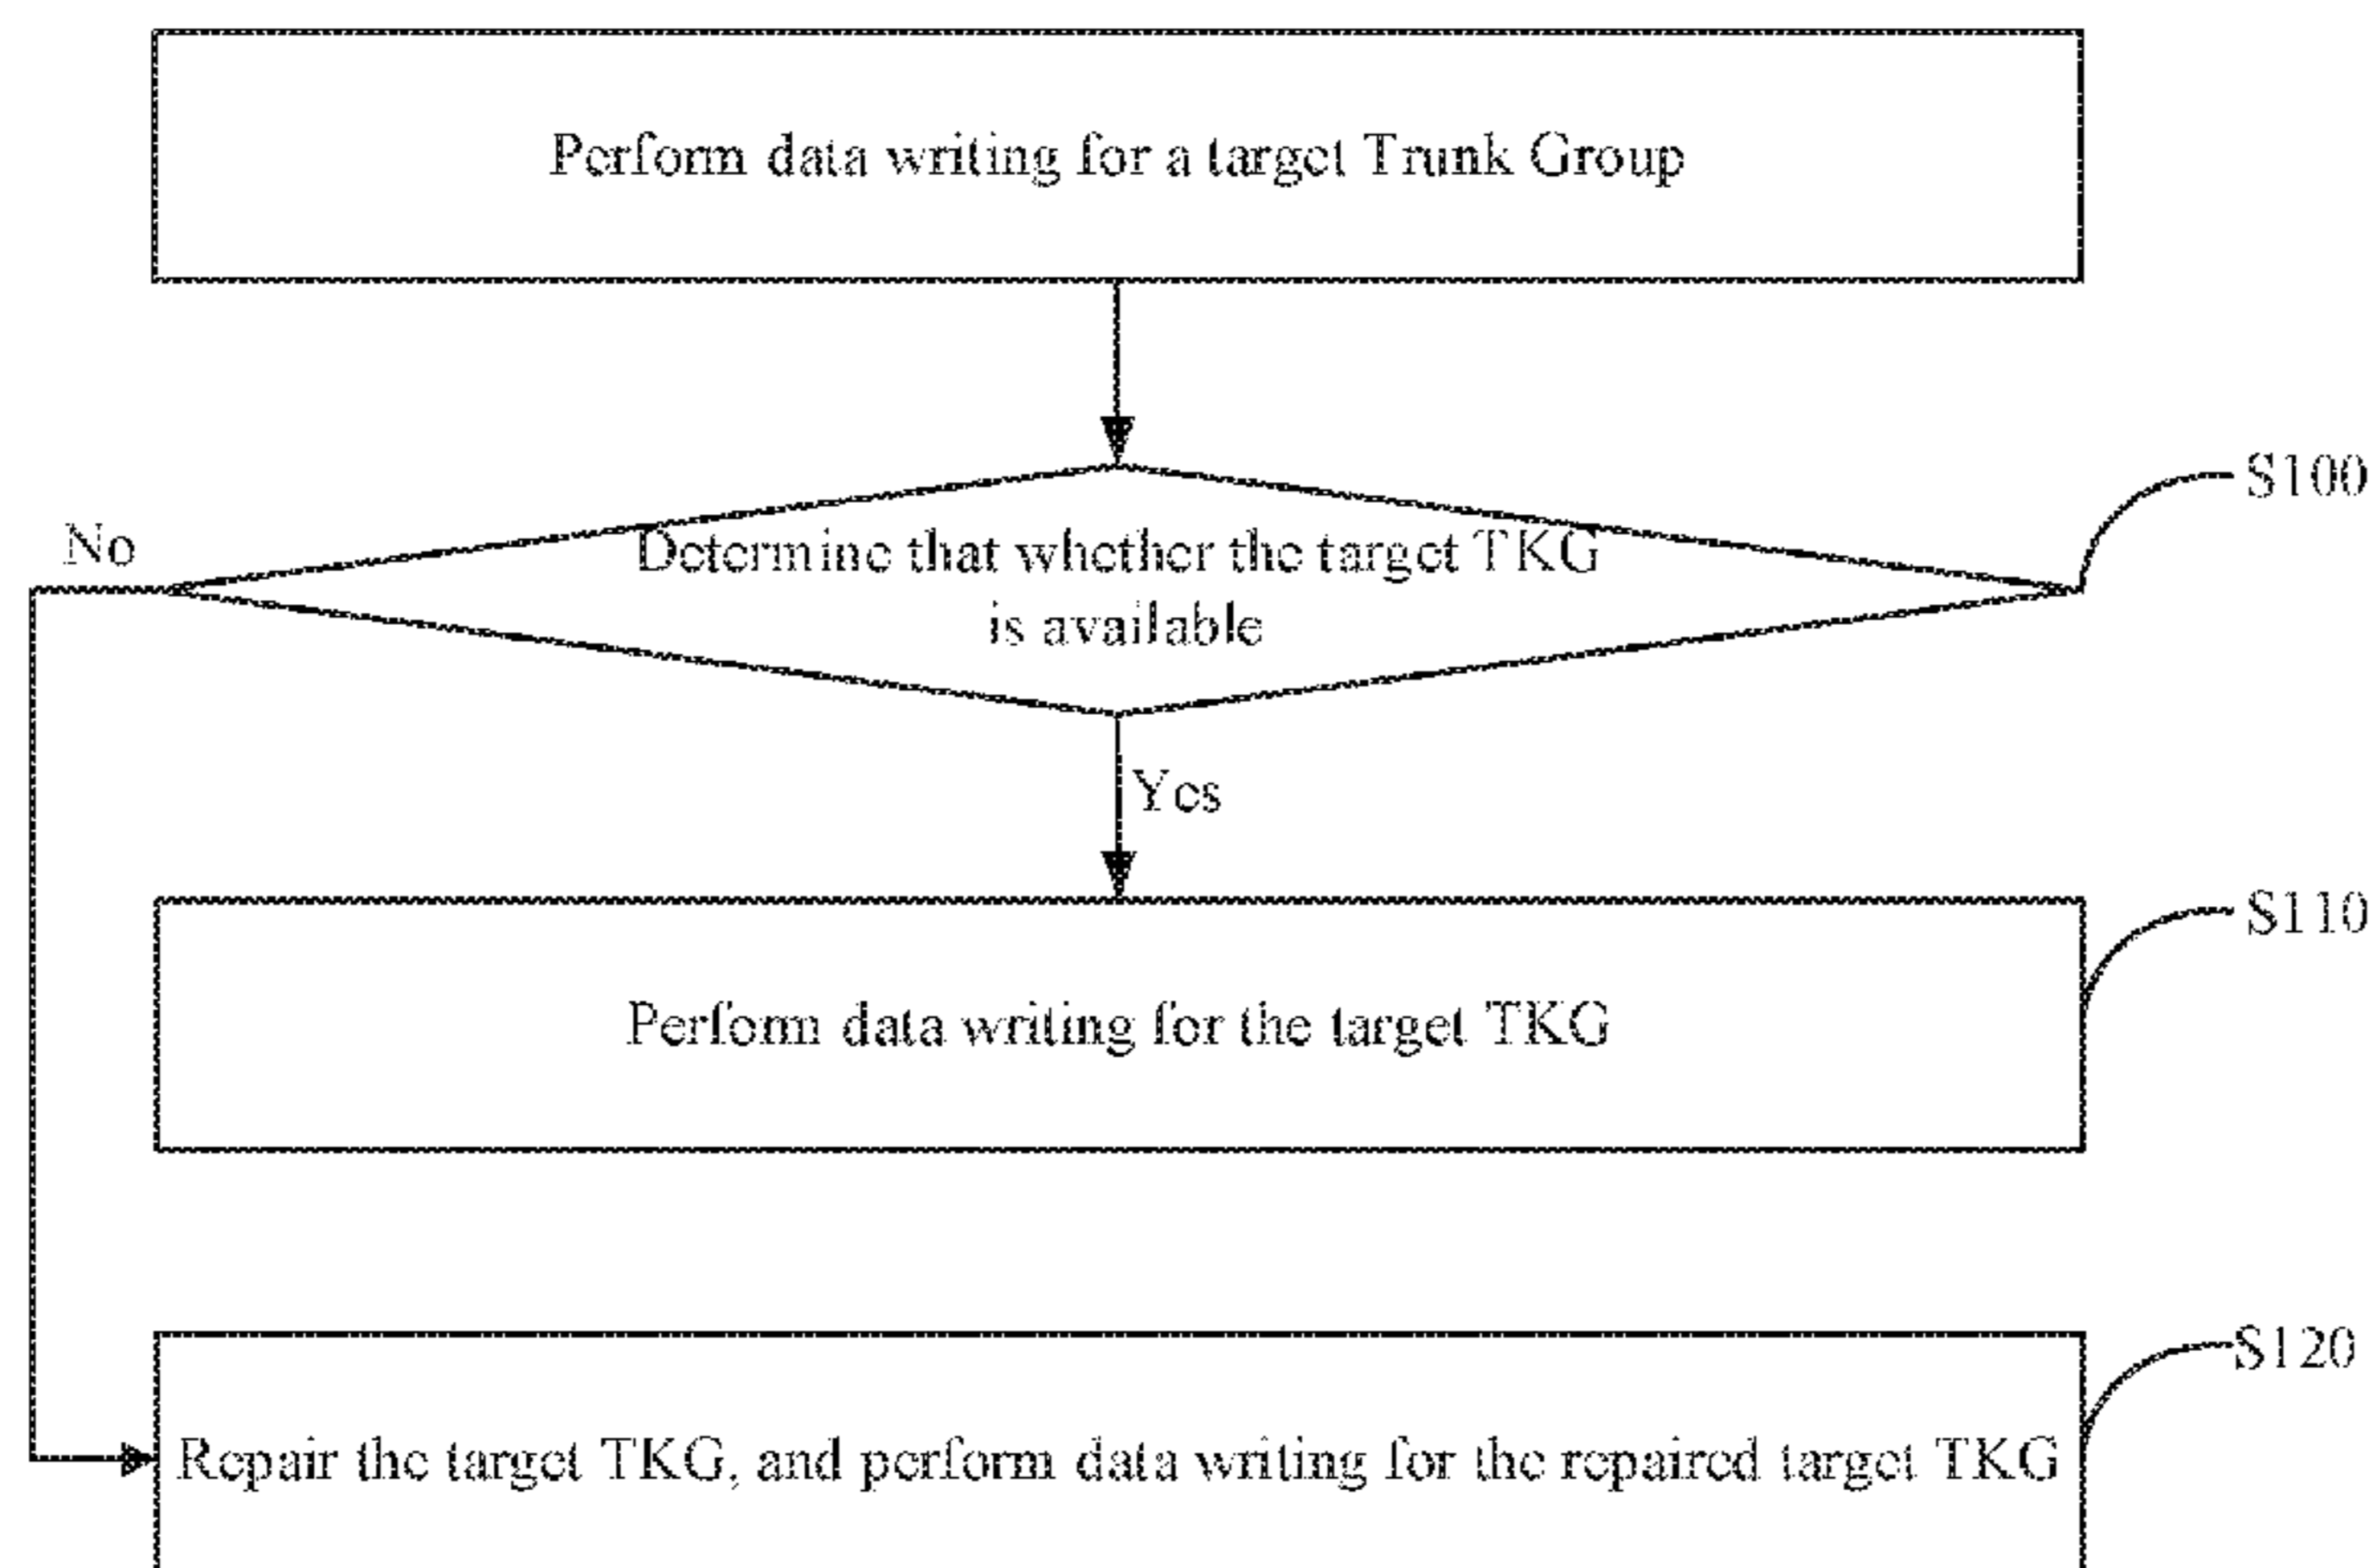 Perform data writing for a target Trunk Group
S100
No
Determine that whether the target TKG
is available
Yes
S110
Perform data writing for the target TKG
S120
Repair the target TKG, and perform data writing for the repaired target TKG